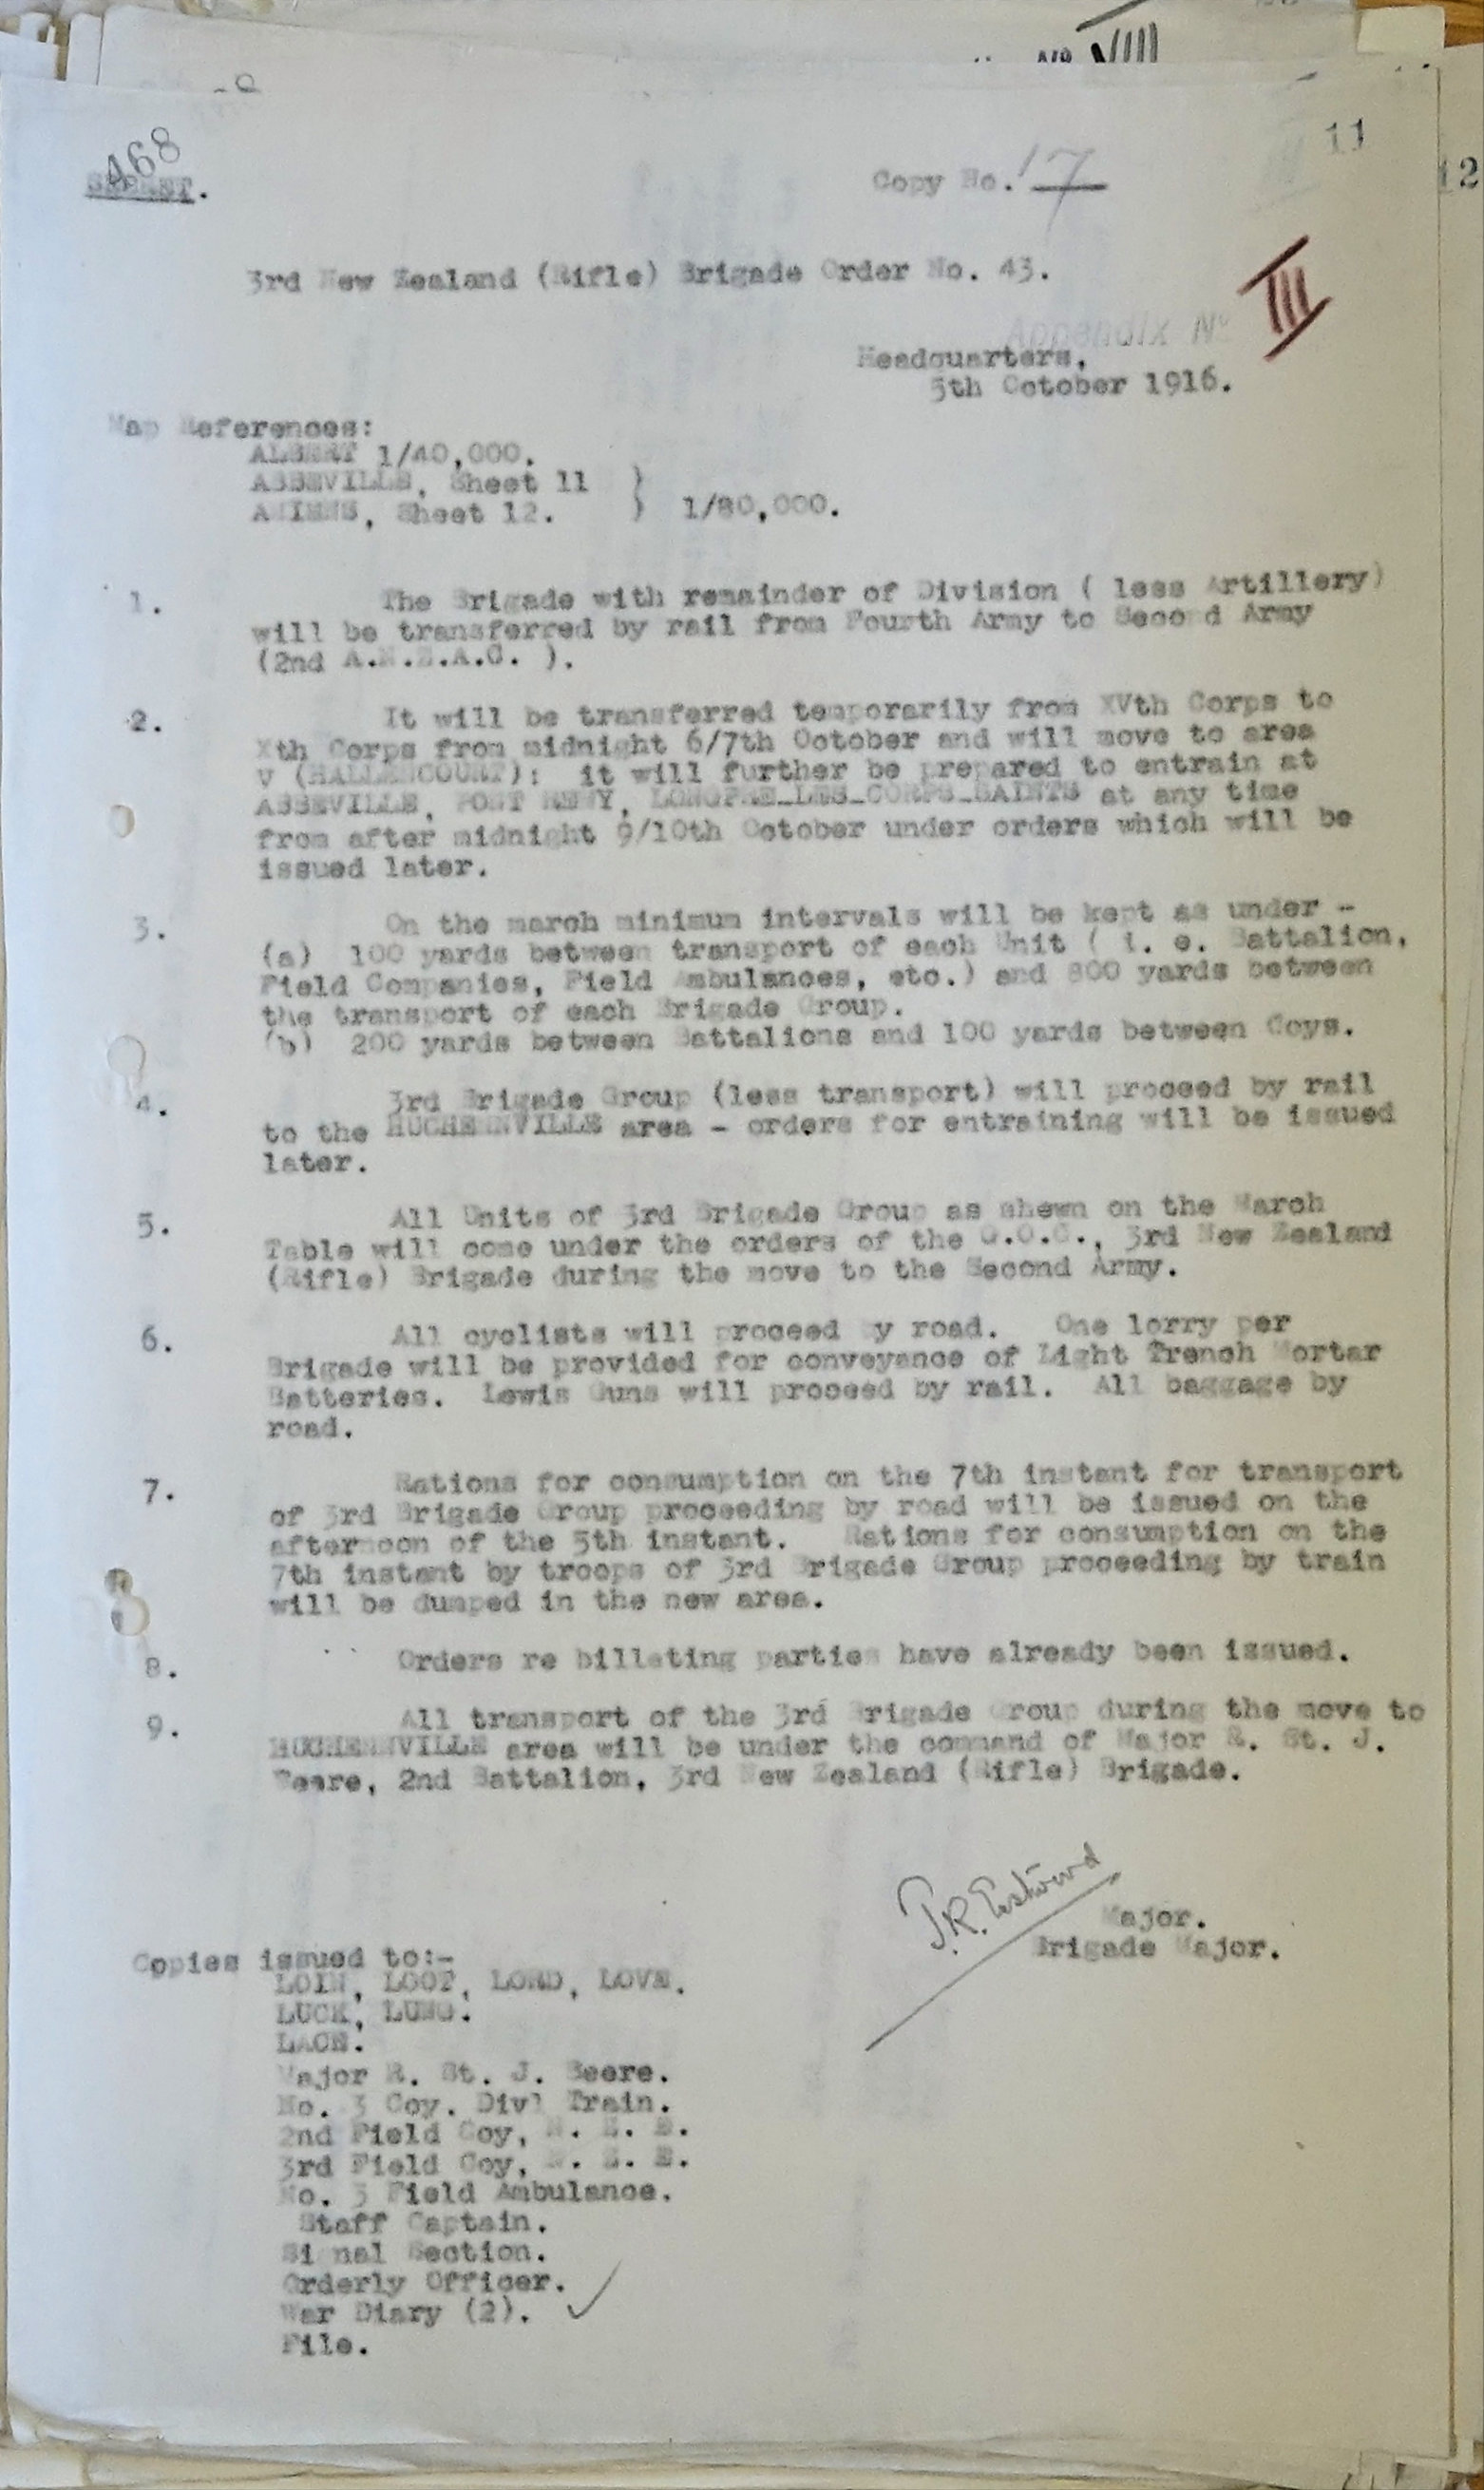 No VIII
11
12
468
SECRET.
Copy No. 17
3rd New Zealand (Rifle) Brigade Order No. 43.
Appendix No III
Headquarters,
5th October 1916.
Map References:
ALBERT 1/40,000.
ABBEVILLE, Sheet 11
AMIENS, Sheet 12. } 1/80,000.
1. The Brigade with remainder of Division ( less Artillery)
will be transferred by rail from Fourth Army to Second Army
(2nd A.N.Z.A.C. ).
2. It will be transferred temporarily from XVth Corps to
Xth Corps from midnight 6/7th October and will move to area
V (HALLENCOURT): it will further be prepared to entrain at
ABBEVILLE, PONT REMY, LONGPRE_LES_CORPS_SAINTS at any time
from after midnight 9/10th October under orders which will be
issued later.
3. On the march minimum intervals will be kept as under -
(a) 100 yards between transport of each Unit ( i. e. Battalion,
Field Companies, Field Ambulances, etc.) and 800 yards between
the transport of each Brigade Group.
(b) 200 yards between Battalions and 100 yards between Coys.
4. 3rd Brigade Group (less transport) will proceed by rail
to the HUCHENNVILLE area - orders for entraining will be issued
later.
5. All Units of 3rd Brigade Group as shewn on the March
Table will come under the orders of the G.O.C., 3rd New Zealand
(Rifle) Brigade during the move to the Second Army.
6. All cyclists will proceed by road. One lorry per
Brigade will be provided for conveyance of Light Trench Mortar
Batteries. Lewis Guns will proceed by rail. All baggage by
road.
7. Rations for consumption on the 7th instant for transport
of 3rd Brigade Group proceeding by road will be issued on the
afternoon of the 5th instant. Rations for consumption on the
7th instant by troops of 3rd Brigade Group proceeding by train
will be dumped in the new area.
8. Orders re billeting parties have already been issued.
9. All transport of the 3rd Brigade Group during the move to
HUCHENNVILLE area will be under the command of Major R. St. J.
Beere, 2nd Battalion, 3rd New Zealand (Rifle) Brigade.
T.R. Eastwood
Major.
Brigade Major.
Copies issued to:-
LOIN, LOOT, LORD, LOVE.
LUCK, LUNG.
LACE.
Major R. St. J. Beere.
No. 3 Coy. Divl Train.
2nd Field Coy, N. Z. E.
3rd Field Coy, N. Z. E.
No. 3 Field Ambulance.
Staff Captain.
Signal Section.
Orderly Officer.
War Diary (2). ✓
File.